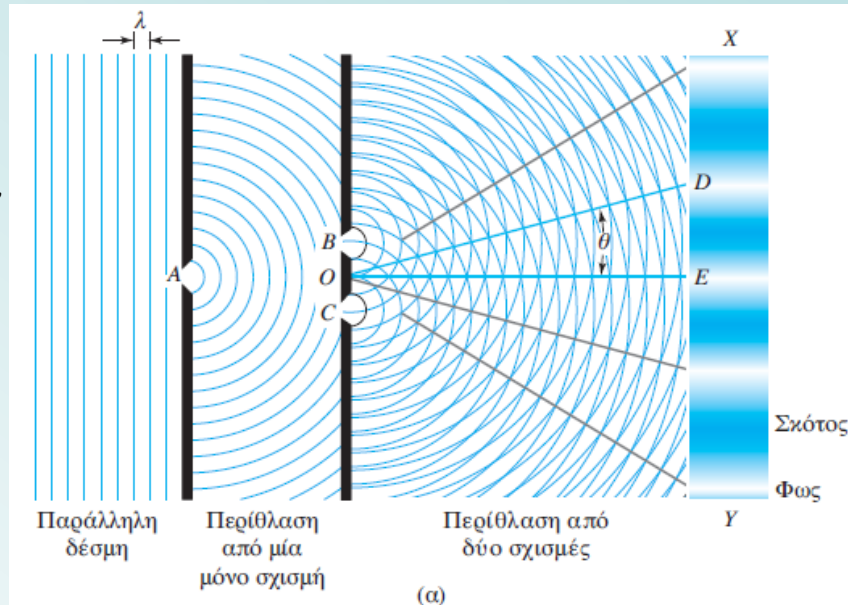 λ
X
D
B
θ
A
O
E
C
Σκότος
Φως
Παράλληλη
δέσμη
Περίθλαση
από μία
μόνο σχισμή
Περίθλαση από
δύο σχισμές
Y
(α)